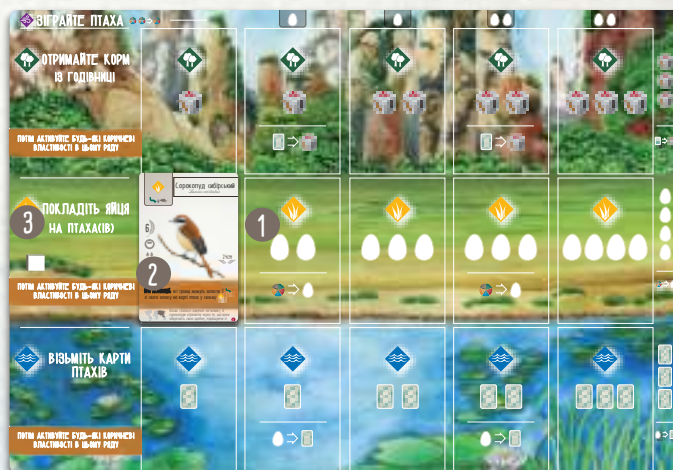 ЗІГРАЙТЕ ПТАХА
ОТРИМАЙТЕ КОРМ
ІЗ ГОДІВНИЦІ
ПОТІМ АКТИВУЙТЕ БУДЬ-ЯКІ КОРИЧНЕВІ
ВЛАСТИВОСТІ В ЦЬОМУ РЯДУ
Сорокопуд сибірський
6
3
ПОКЛАДІТЬ ЯЙЦЯ
НА ПТАХА(ІВ)
1
2
ПОТІМ АКТИВУЙТЕ БУДЬ-ЯКІ КОРИЧНЕВІ
ВЛАСТИВОСТІ В ЦЬОМУ РЯДУ
ВІЗЬМІТЬ КАРТИ
ПТАХІВ
ПОТІМ АКТИВУЙТЕ БУДЬ-ЯКІ КОРИЧНЕВІ
ВЛАСТИВОСТІ В ЦЬОМУ РЯДУ